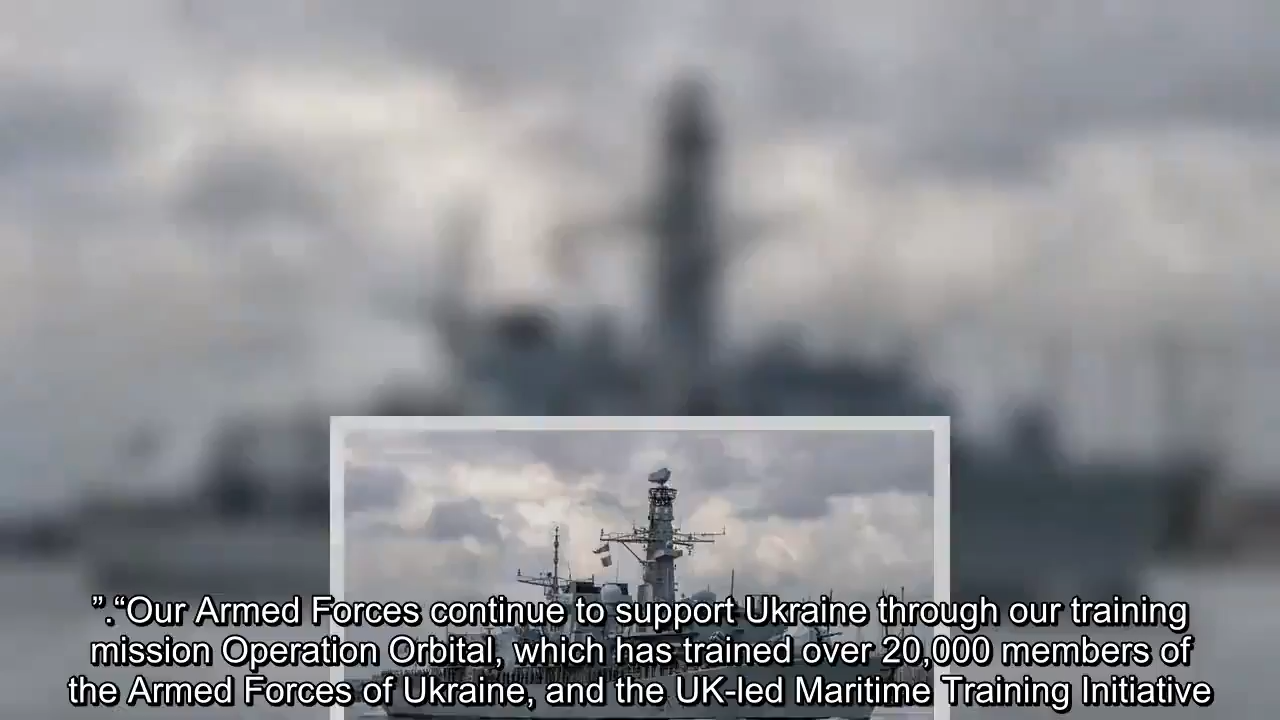 ”.“Our Armed Forces continue to support Ukraine through our training
mission Operation Orbital, which has trained over 20,000 members of
the Armed Forces of Ukraine, and the UK-led Maritime Training Initiative